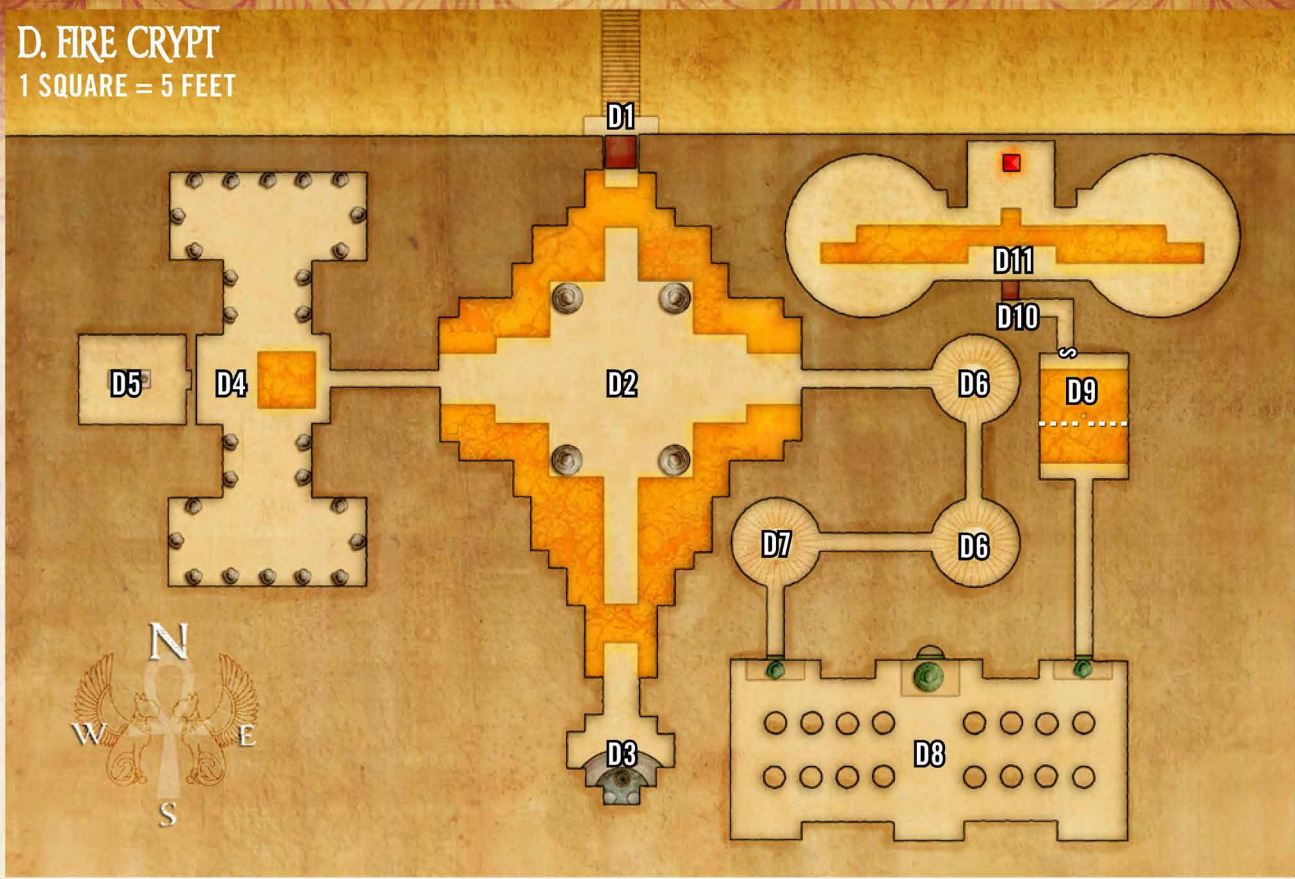 D. FIRE CRYPT
1 SQUARE = 5 FEET
D1
D11
D10
S
D5
D4
D2
D6
D9
D7
D6
N
W
E
S
D3
D8